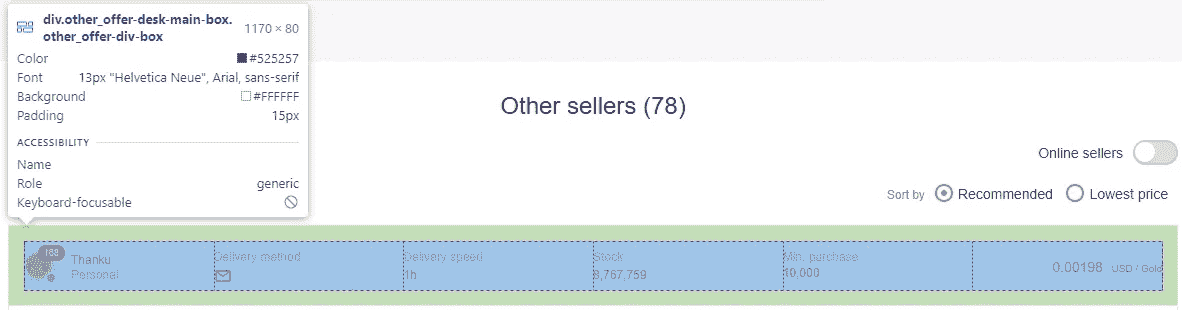 div.other_offer-desk-main-box.
other_offer-div-box 1170 × 80
Color #525257
Font 13px "Helvetica Neue", Arial, sans-serif
Background #FFFFFF
Padding 15px
ACCESSIBILITY
Name
Role generic
Keyboard-focusable
Other sellers (78)
Online sellers
Sort by Recommended Lowest price
Thanku Delivery method Delivery speed Stock Min. purchase
Personal 1h 8,767,759 10,000 0.00198 USD / Gold